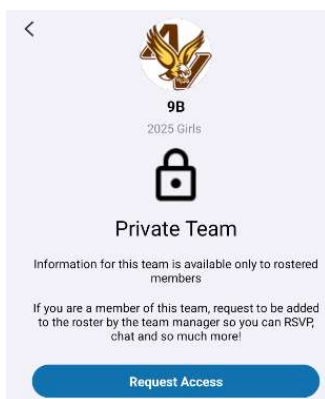 9B
2025 Girls
Private Team
Information for this team is available only to rostered
members
If you are a member of this team, request to be added
to the roster by the team manager so you can RSVP,
chat and so much more!
Request Access